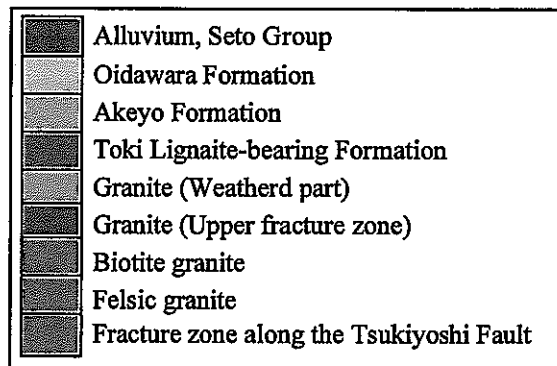 Alluvium, Seto Group
Oidawara Formation
Akeyo Formation
Toki Lignaite-bearing Formation
Granite (Weatherd part)
Granite (Upper fracture zone)
Biotite granite
Felsic granite
Fracture zone along the Tsukiyoshi Fault